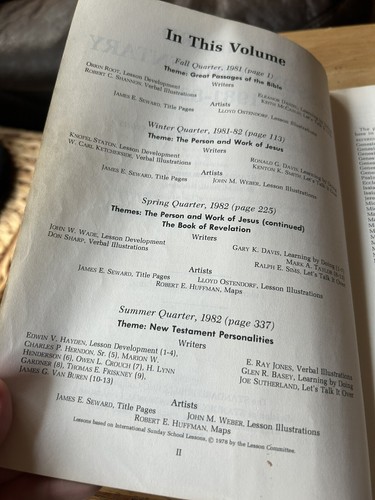 In This Volume
Fall Quarter, 1981 (page 1)
Theme: Great Passages of the Bible
Writers
Orrin Root, Lesson Development
Robert C. Shannon, Verbal Illustrations
Artists
James E. Seward, Title Pages
Lloyd Ostendorf, Illustrations
Winter Quarter, 1981-82 (page 113)
Theme: The Person and Work of Jesus
Writers
Knofel Staton, Lesson Development
W. Carl Ketcherside, Verbal Illustrations
Ronald G. Davis, Learning by
Kenton K. Smith, Let's Talk
Artists
James E. Seward, Title Pages
John M. Weber, Illustrations
Spring Quarter, 1982 (page 225)
Themes: The Person and Work of Jesus (continued)
The Book of Revelation
Writers
John W. Wade, Lesson Development
Don Sharp, Verbal Illustrations
Gary K. Davis, Learning by Doing
Mark A. Taylor
Ralph E. Sims, Let's Talk It Over
Artists
James E. Seward, Title Pages
Lloyd Ostendorf, Illustrations
Robert E. Huffman, Maps
Summer Quarter, 1982 (page 337)
Theme: New Testament Personalities
Writers
Edwin V. Hayden, Lesson Development (1-4),
Charles P. Herndon, Sr. (5), Marion W.
Henderson (6), Owen L. Crouch (7), H. Lynn
Gardner (8), Thomas E. Friskney (9),
James G. Van Buren (10-13)
E. Ray Jones, Verbal Illustrations
Glen R. Basey, Learning by Doing
Joe Sutherland, Let's Talk It Over
Artists
James E. Seward, Title Pages
John M. Weber, Illustrations
Robert E. Huffman, Maps
Lessons based on International Sunday School Lessons, © 1978 by the Lesson Committee.
II